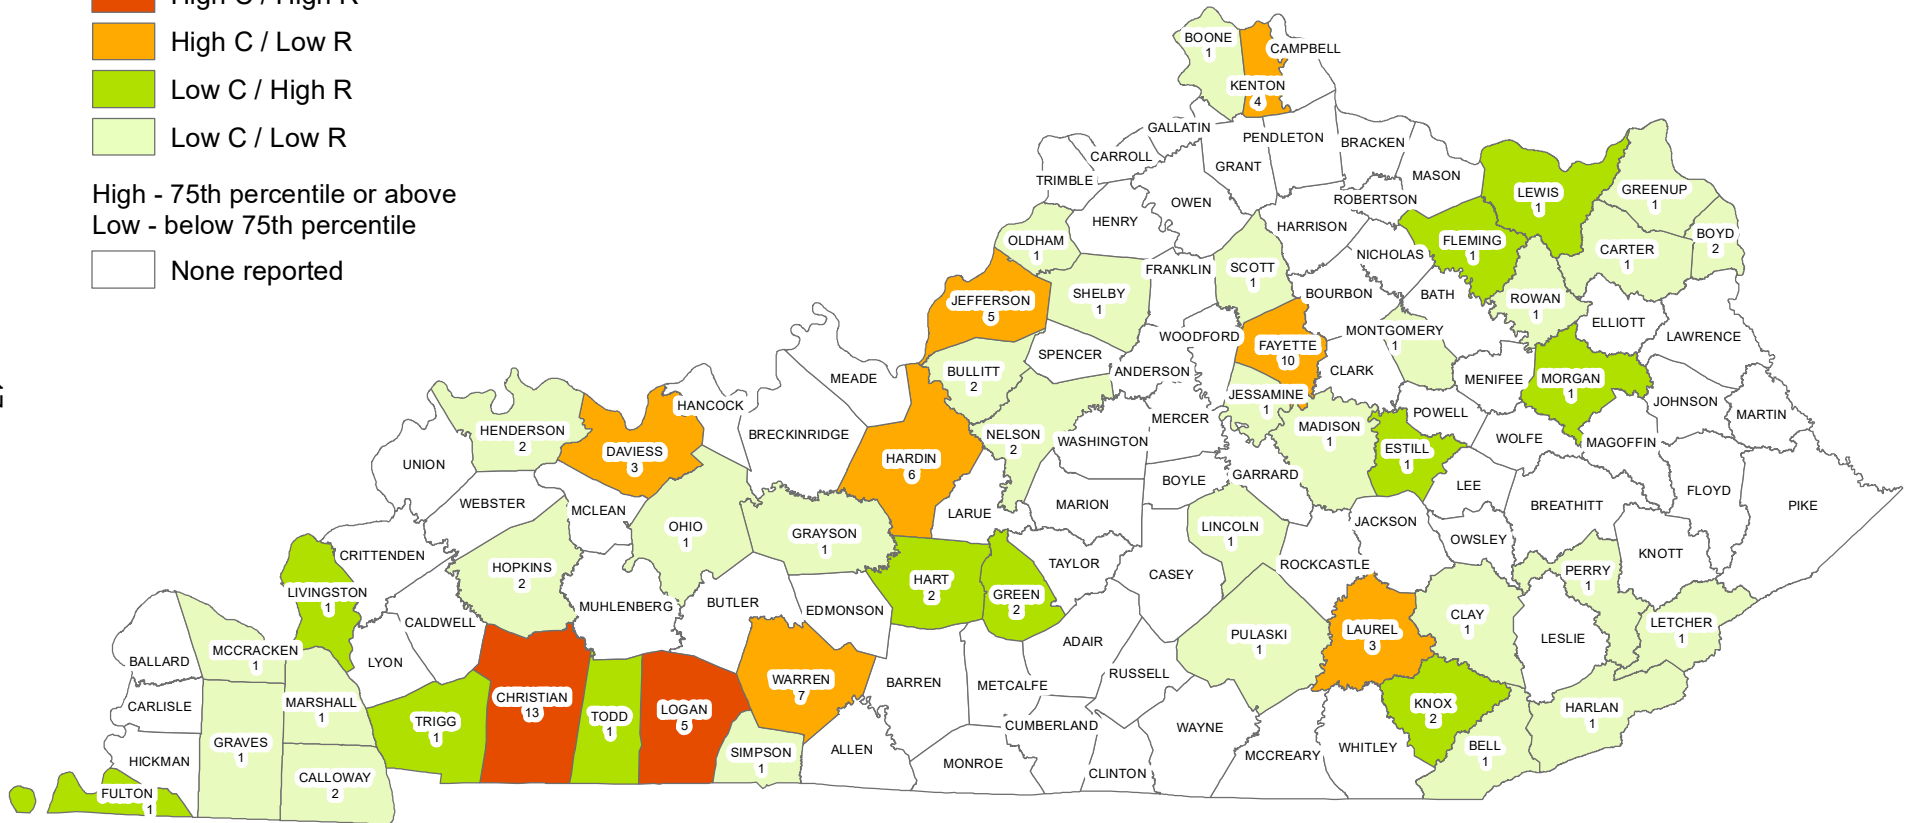 High C / High R
High C / Low R
Low C / High R
Low C / Low R
High - 75th percentile or above
Low - below 75th percentile
None reported
BOONE
1
CAMPBELL
KENTON
4
GALLATIN
PENDLETON
BRACKEN
CARROLL
GRANT
MASON
TRIMBLE
LEWIS
1
GREENUP
1
OWEN
ROBERTSON
HENRY
HARRISON
OLDHAM
1
FLEMING
1
BOYD
2
CARTER
1
NICHOLAS
FRANKLIN
SCOTT
1
JEFFERSON
5
SHELBY
1
BOURBON
BATH
ROWAN
1
ELLIOTT
WOODFORD
FAYETTE
10
MONTGOMERY
1
LAWRENCE
SPENCER
BULLITT
2
ANDERSON
CLARK
MENIFEE
MORGAN
1
MEADE
JESSAMINE
1
JOHNSON
HANCOCK
MARTIN
POWELL
MERCER
HENDERSON
2
BRECKINRIDGE
NELSON
2
WASHINGTON
MADISON
1
WOLFE
MAGOFFIN
DAVIESS
3
HARDIN
6
ESTILL
1
UNION
GARRARD
BOYLE
LEE
FLOYD
WEBSTER
MCLEAN
LARUE
MARION
BREATHITT
PIKE
OHIO
1
GRAYSON
1
LINCOLN
1
JACKSON
OWSLEY
CRITTENDEN
KNOTT
HOPKINS
2
TAYLOR
ROCKCASTLE
CASEY
PERRY
1
LIVINGSTON
1
HART
2
GREEN
2
MUHLENBERG
BUTLER
EDMONSON
CALDWELL
CLAY
1
LETCHER
1
LAUREL
3
PULASKI
1
LESLIE
ADAIR
MCCRACKEN
1
BALLARD
LYON
RUSSELL
WARREN
7
BARREN
METCALFE
CHRISTIAN
13
MARSHALL
1
CARLISLE
TRIGG
1
TODD
1
LOGAN
5
KNOX
2
HARLAN
1
CUMBERLAND
WAYNE
GRAVES
1
SIMPSON
1
ALLEN
MCCREARY
WHITLEY
BELL
1
HICKMAN
MONROE
CLINTON
CALLOWAY
2
FULTON
1